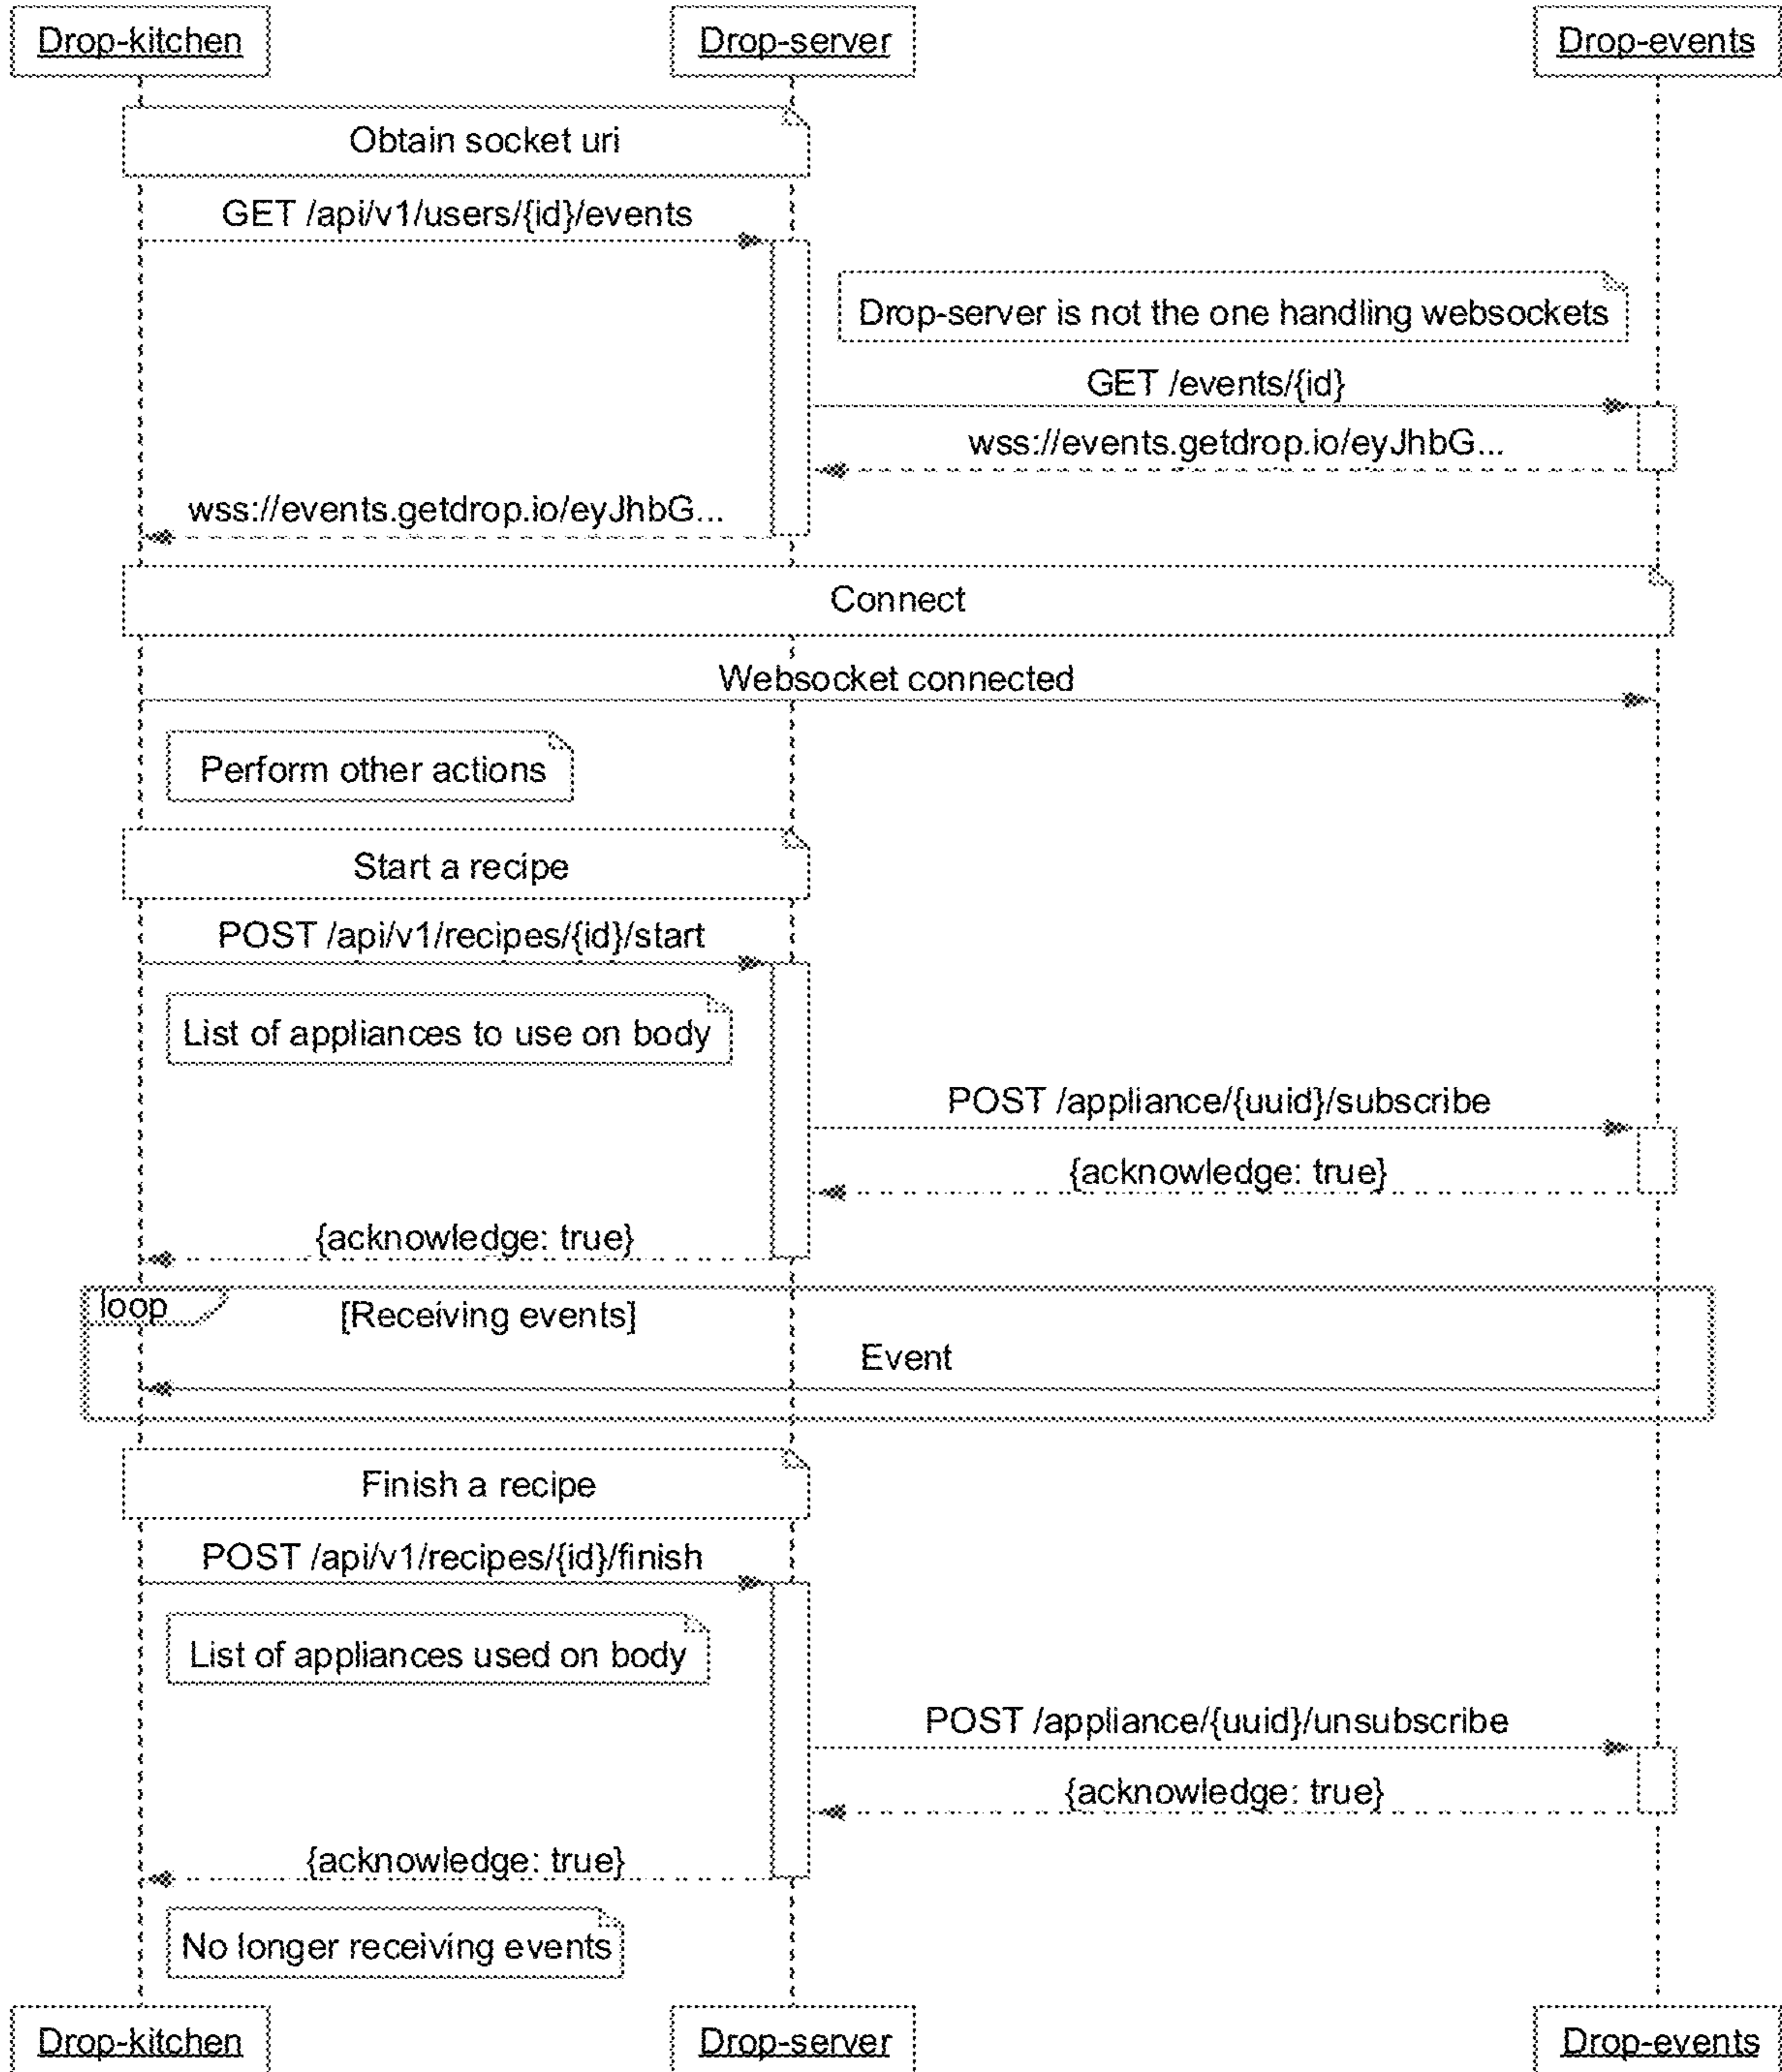 Drop-kitchen
Drop-server
Drop-events
Obtain socket uri
GET /api/v1/users/{id}/events
Drop-server is not the one handling websockets
GET /events/{id}
wss://events.getdrop.io/eyJhbG...
wss://events.getdrop.io/eyJhbG...
Connect
Websocket connected
Perform other actions
Start a recipe
POST /api/v1/recipes/{id}/start
List of appliances to use on body
POST /appliance/{uuid}/subscribe
{acknowledge: true}
{acknowledge: true}
loop
[Receiving events]
Event
Finish a recipe
POST /api/v1/recipes/{id}/finish
List of appliances used on body
POST /appliance/{uuid}/unsubscribe
{acknowledge: true}
{acknowledge: true}
No longer receiving events
Drop-kitchen
Drop-server
Drop-events